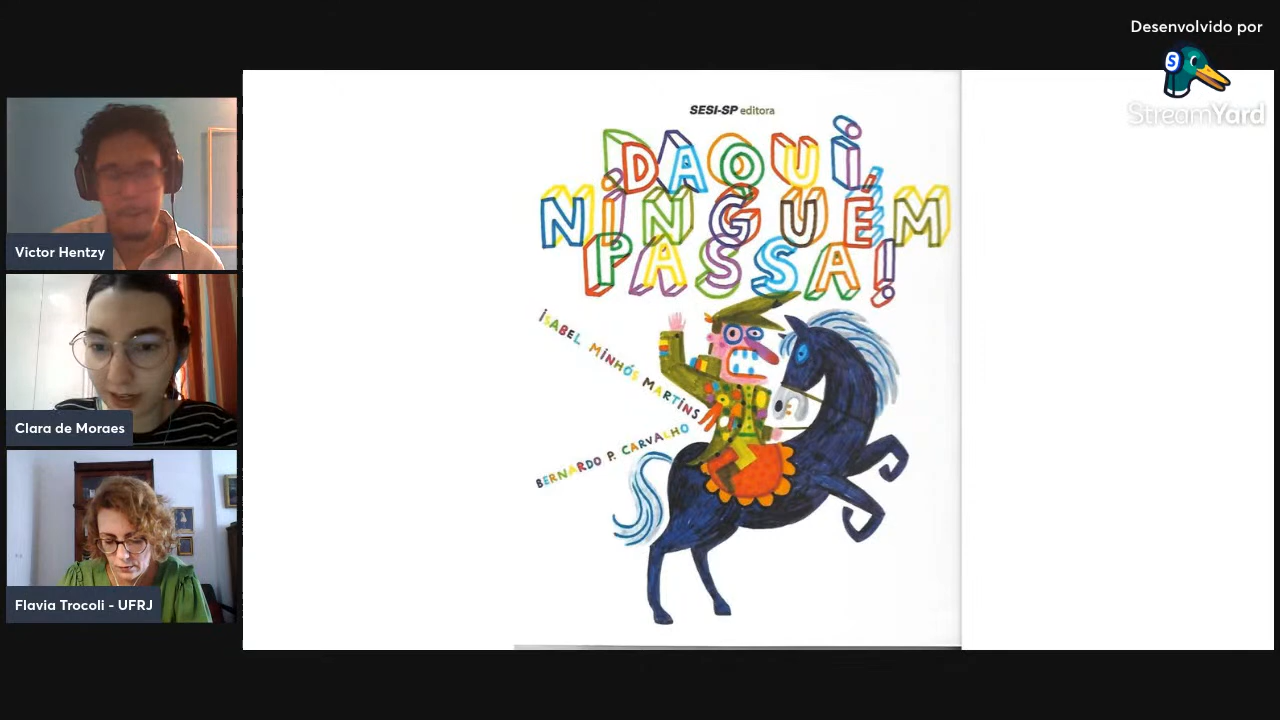 Desenvolvido por
StreamYard
Victor Hentzy
Clara de Moraes
Flavia Trocoli - UFRJ
SESI-SP editora
DAQUI
NINGUÉM
PASSA!
ISABEL MINHÓS MARTINS
BERNARDO P. CARVALHO